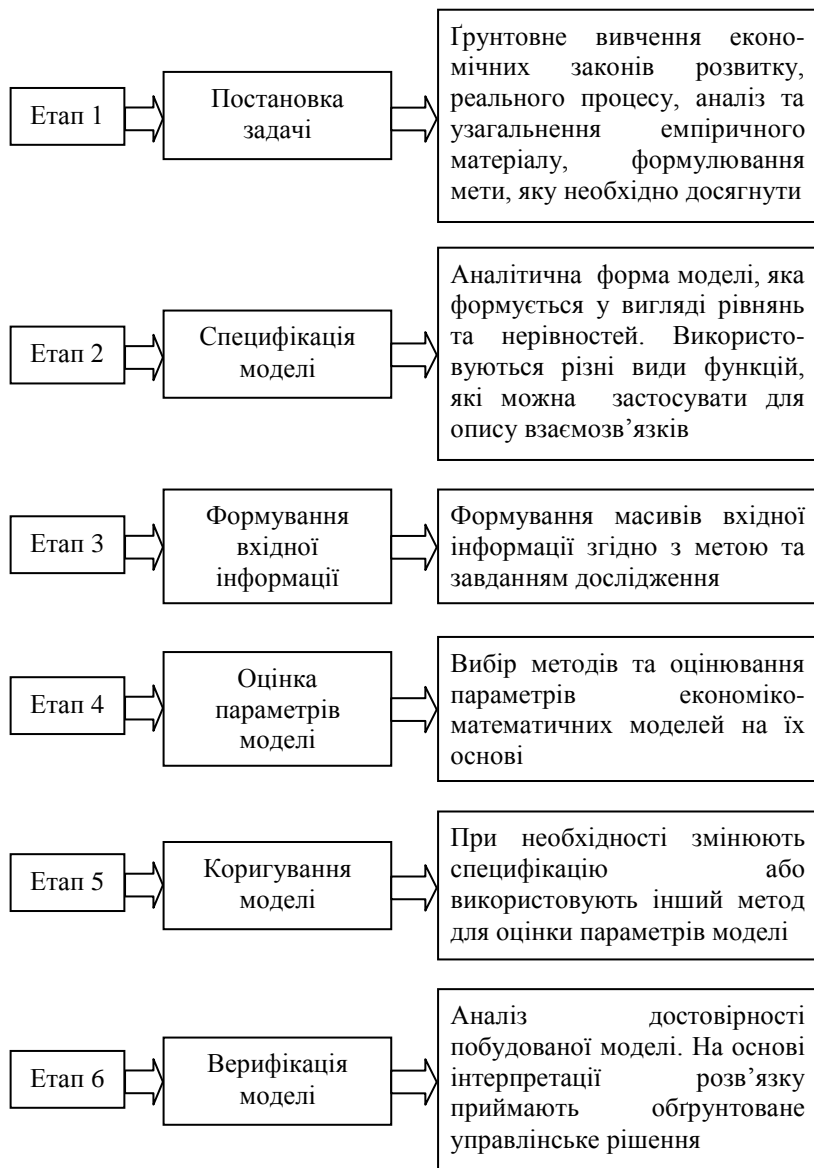 Етап 1
Постановка
задачі
Ґрунтовне вивчення еконо-
мічних законів розвитку,
реального процесу, аналіз та
узагальнення емпіричного
матеріалу, формулювання
мети, яку необхідно досягнути
Етап 2
Специфікація
моделі
Аналітична форма моделі, яка
формується у вигляді рівнянь
та нерівностей. Використо-
вуються різні види функцій,
які можна застосувати для
опису взаємозв’язків
Етап 3
Формування
вхідної
інформації
Формування масивів вхідної
інформації згідно з метою та
завданням дослідження
Етап 4
Оцінка
параметрів
моделі
Вибір методів та оцінювання
параметрів економіко-
математичних моделей на їх
основі
Етап 5
Коригування
моделі
При необхідності змінюють
специфікацію або
використовують інший метод
для оцінки параметрів моделі
Етап 6
Верифікація
моделі
Аналіз достовірності
побудованої моделі. На основі
інтерпретації розв’язку
приймають обґрунтоване
управлінське рішення